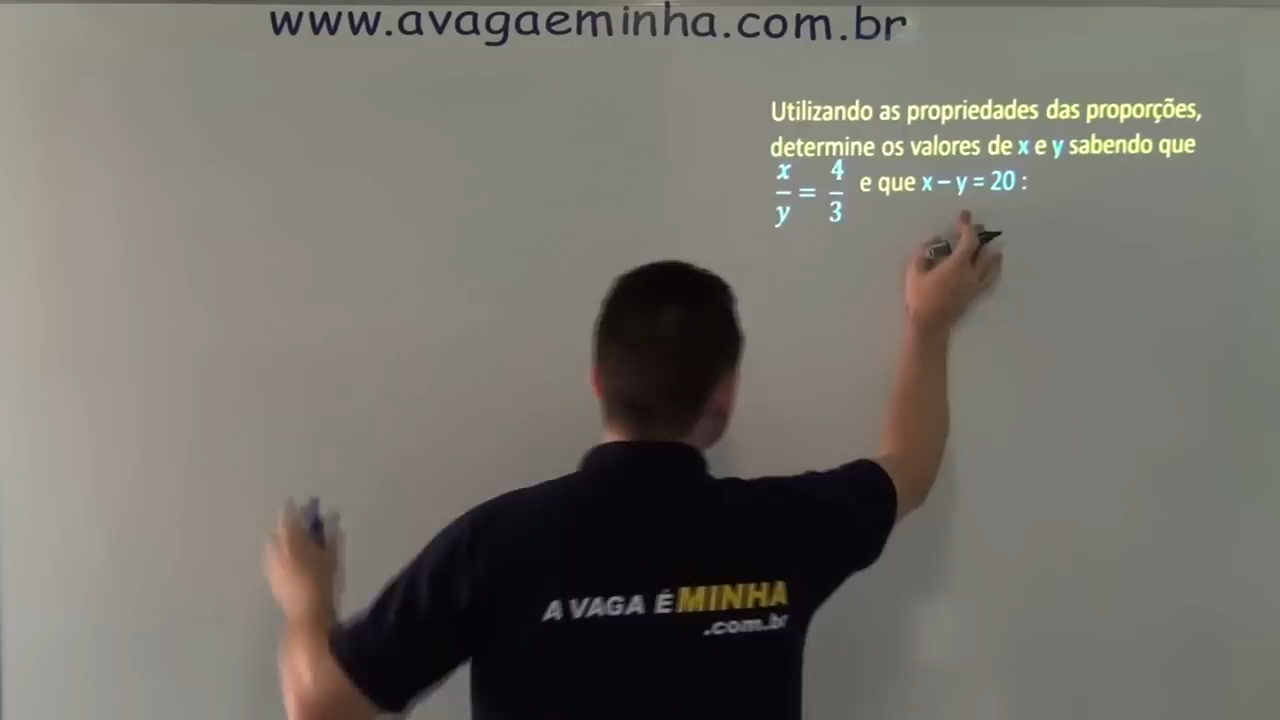 www.avagaeminha.com.br
Utilizando as propriedades das proporções,
determine os valores de x e y sabendo que
x/y = 4/3 e que x – y = 20 :
A VAGA É MINHA
.com.br